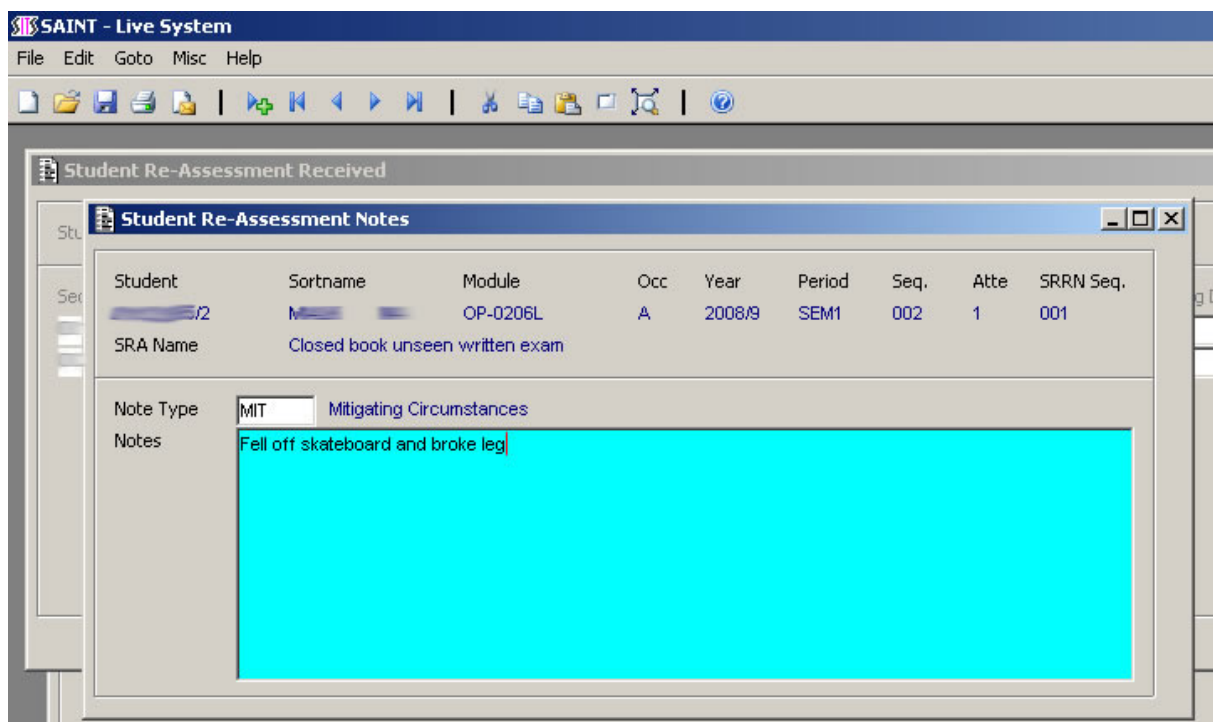 SAINT - Live System
File Edit Goto Misc Help
Student Re-Assessment Received
Student Re-Assessment Notes
Student Sortname Module Occ Year Period Seq. Atte SRRN Seq.
/2 OP-0206L A 2008/9 SEM1 002 1 001
SRA Name Closed book unseen written exam
Note Type MIT Mitigating Circumstances
Notes Fell off skateboard and broke leg